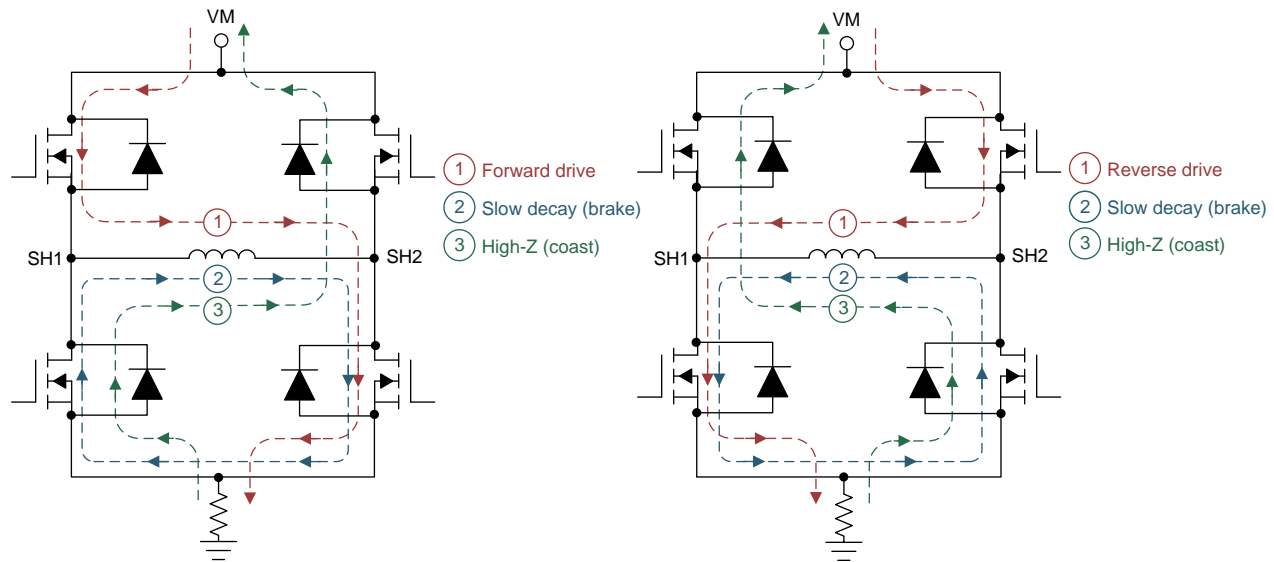 VM
1 Forward drive
2 Slow decay (brake)
3 High-Z (coast)
1
SH1
SH2
2
3
VM
1 Reverse drive
2 Slow decay (brake)
3 High-Z (coast)
1
SH1
SH2
2
3